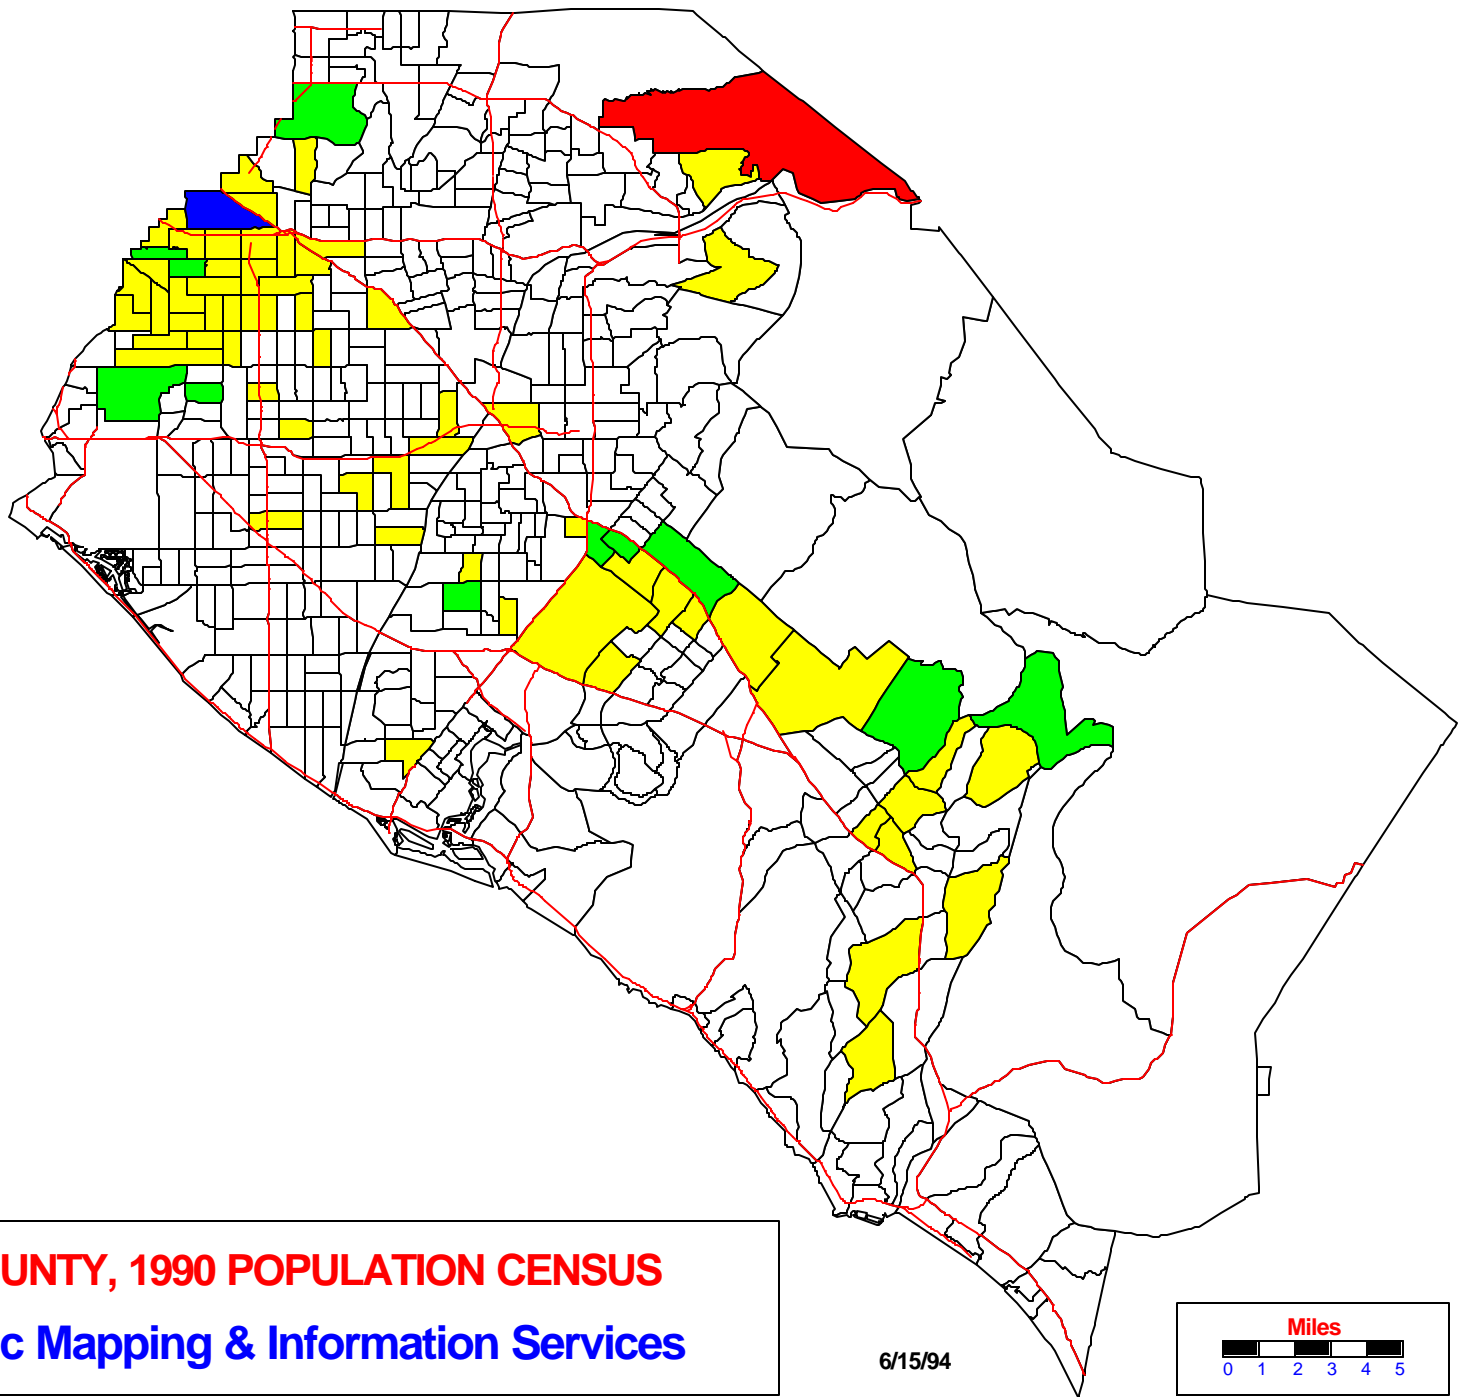 UNTY, 1990 POPULATION CENSUS
c Mapping & Information Services
6/15/94
Miles
0 1 2 3 4 5